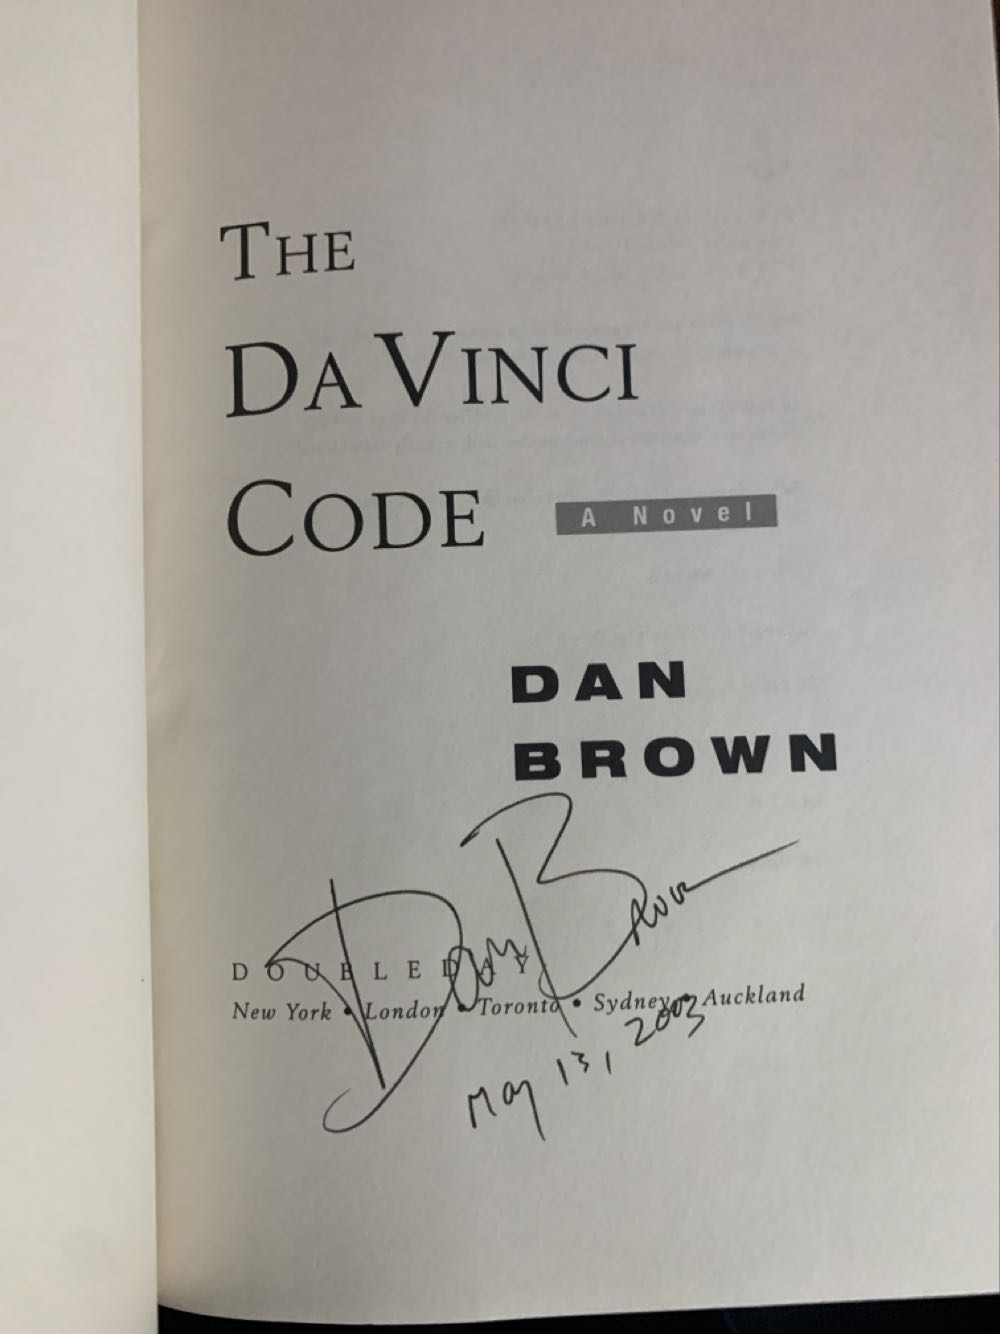 THE
DA VINCI
CODE
A Novel
DAN
BROWN
Dan Brown
DOUBLEDAY
New York • London • Toronto • Sydney • Auckland
May 13, 2003